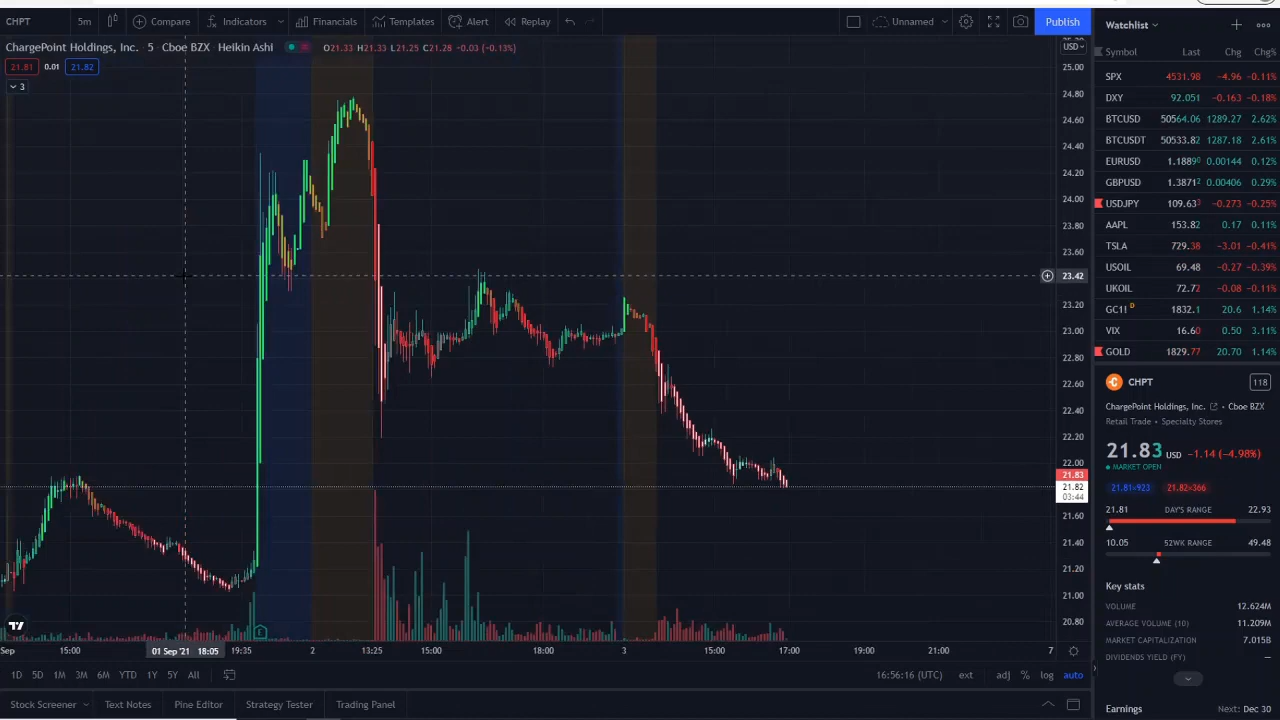 CHPT 5m Compare Indicators Financials Templates Alert Replay Unnamed Publish
ChargePoint Holdings, Inc. · 5 · Cboe BZX · Heikin Ashi O21.33 H21.33 L21.25 C21.28 −0.03 (−0.13%)
21.81 0.01 21.82
3
USD
25.00
24.80
24.60
24.40
24.20
24.00
23.80
23.60
23.42
23.20
23.00
22.80
22.60
22.40
22.20
22.00
21.83
21.82
03:44
21.60
21.40
21.20
21.00
20.80
E
Sep 15:00 01 Sep '21 18:05 19:35 2 13:25 15:00 18:00 3 15:00 17:00 19:00 21:00 7
1D 5D 1M 3M 6M YTD 1Y 5Y All 16:56:16 (UTC) ext adj % log auto
Stock Screener Text Notes Pine Editor Strategy Tester Trading Panel
Watchlist
Symbol Last Chg Chg%
SPX 4531.98 −4.96 −0.11%
DXY 92.051 −0.163 −0.18%
BTCUSD 50564.06 1289.27 2.62%
BTCUSDT 50533.82 1287.18 2.61%
EURUSD 1.18890 0.00144 0.12%
GBPUSD 1.38712 0.00406 0.29%
USDJPY 109.633 −0.273 −0.25%
AAPL 153.82 0.17 0.11%
TSLA 729.38 −3.01 −0.41%
USOIL 69.48 −0.27 −0.39%
UKOIL 72.72 −0.08 −0.11%
GC1! D 1832.1 20.6 1.14%
VIX 16.60 0.50 3.11%
GOLD 1829.77 20.70 1.14%
CHPT 118
ChargePoint Holdings, Inc. · Cboe BZX
Retail Trade · Specialty Stores
21.83 USD −1.14 (−4.98%)
MARKET OPEN
21.81×923 21.82×366
21.81 DAY'S RANGE 22.93
10.05 52WK RANGE 49.48
Key stats
VOLUME 12.624M
AVERAGE VOLUME (10) 11.209M
MARKET CAPITALIZATION 7.015B
DIVIDENDS YIELD (FY) —
Earnings Next: Dec 30